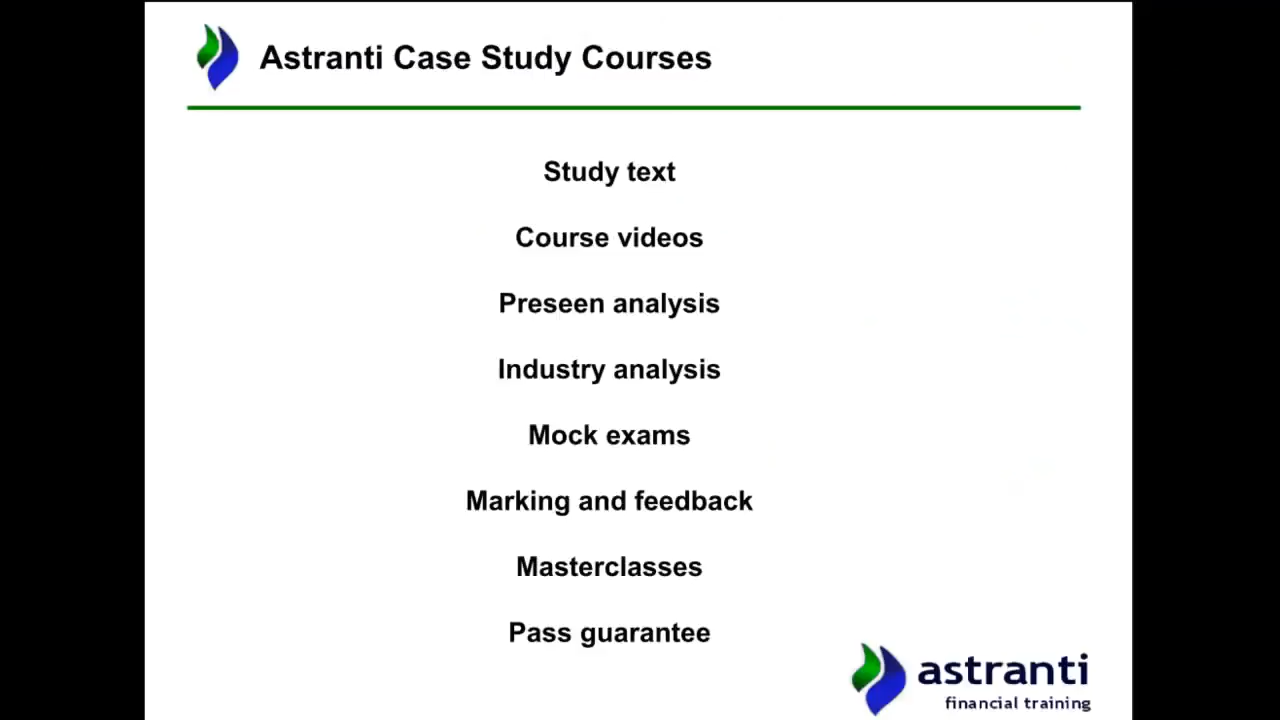 Astranti Case Study Courses
Study text
Course videos
Preseen analysis
Industry analysis
Mock exams
Marking and feedback
Masterclasses
Pass guarantee
astranti
financial training